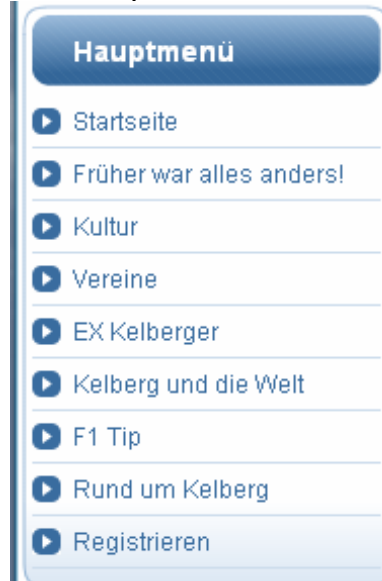 Hauptmenü
Startseite
Früher war alles anders!
Kultur
Vereine
EX Kelberger
Kelberg und die Welt
F1 Tip
Rund um Kelberg
Registrieren